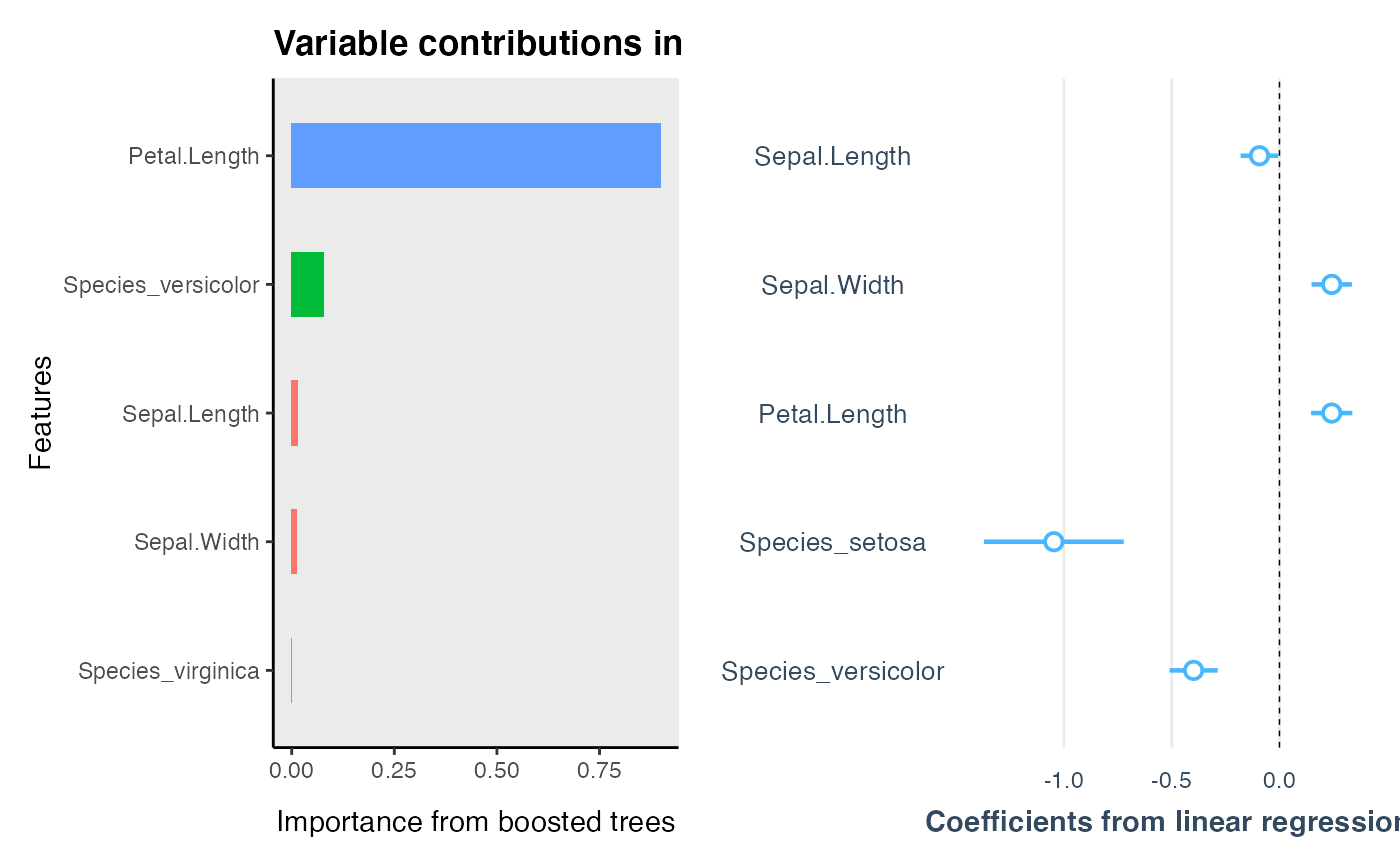 Variable contributions in
Features
Petal.Length
Species_versicolor
Sepal.Length
Sepal.Width
Species_virginica
0.00 0.25 0.50 0.75
Importance from boosted trees
Sepal.Length
Sepal.Width
Petal.Length
Species_setosa
Species_versicolor
-1.0 -0.5 0.0
Coefficients from linear regression